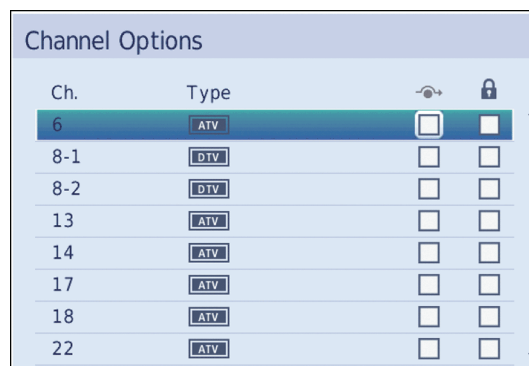 Channel Options
Ch. Type
6 ATV
8-1 DTV
8-2 DTV
13 ATV
14 ATV
17 ATV
18 ATV
22 ATV